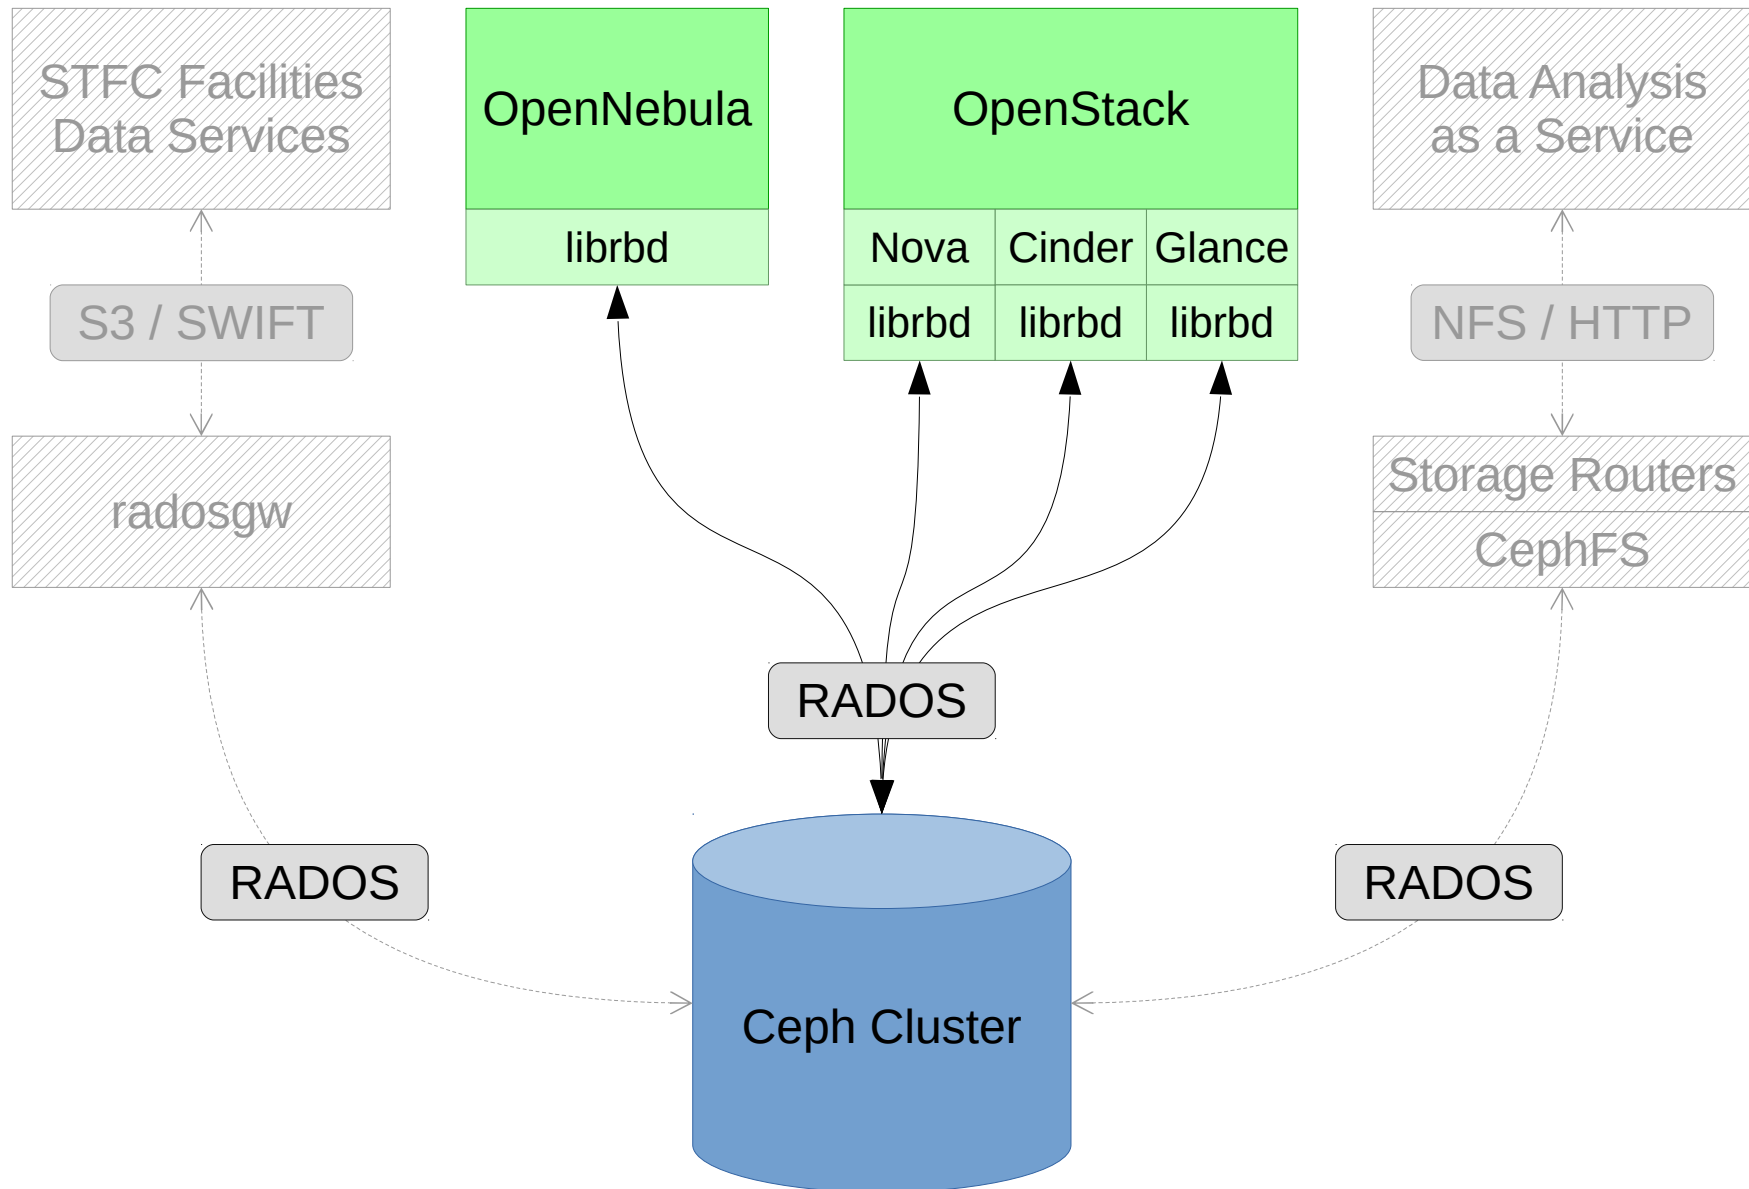 STFC Facilities
Data Services
OpenNebula
OpenStack
Data Analysis
as a Service
librbd
Nova
Cinder
Glance
librbd
librbd
librbd
S3 / SWIFT
NFS / HTTP
radosgw
Storage Routers
CephFS
RADOS
RADOS
RADOS
Ceph Cluster